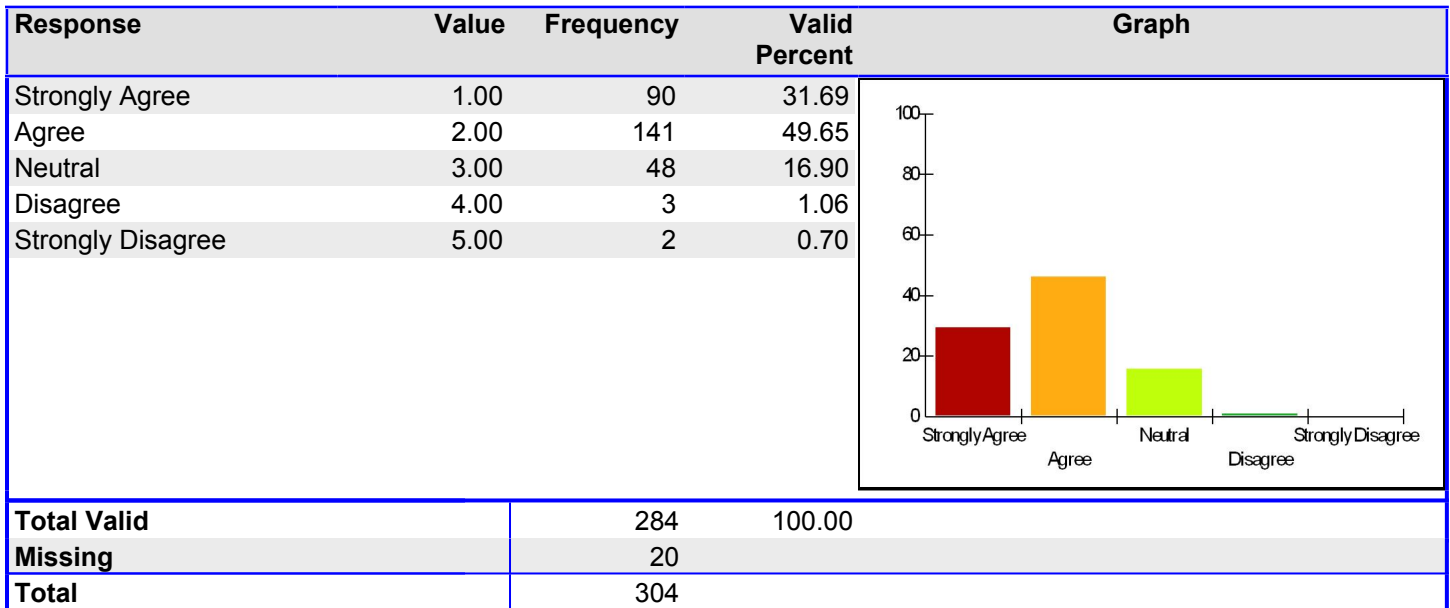 Response Value Frequency Valid Percent Graph
Strongly Agree 1.00 90 31.69
Agree 2.00 141 49.65
Neutral 3.00 48 16.90
Disagree 4.00 3 1.06
Strongly Disagree 5.00 2 0.70
100
80
60
40
20
0
Strongly Agree Neutral Strongly Disagree
Agree Disagree
Total Valid 284 100.00
Missing 20
Total 304